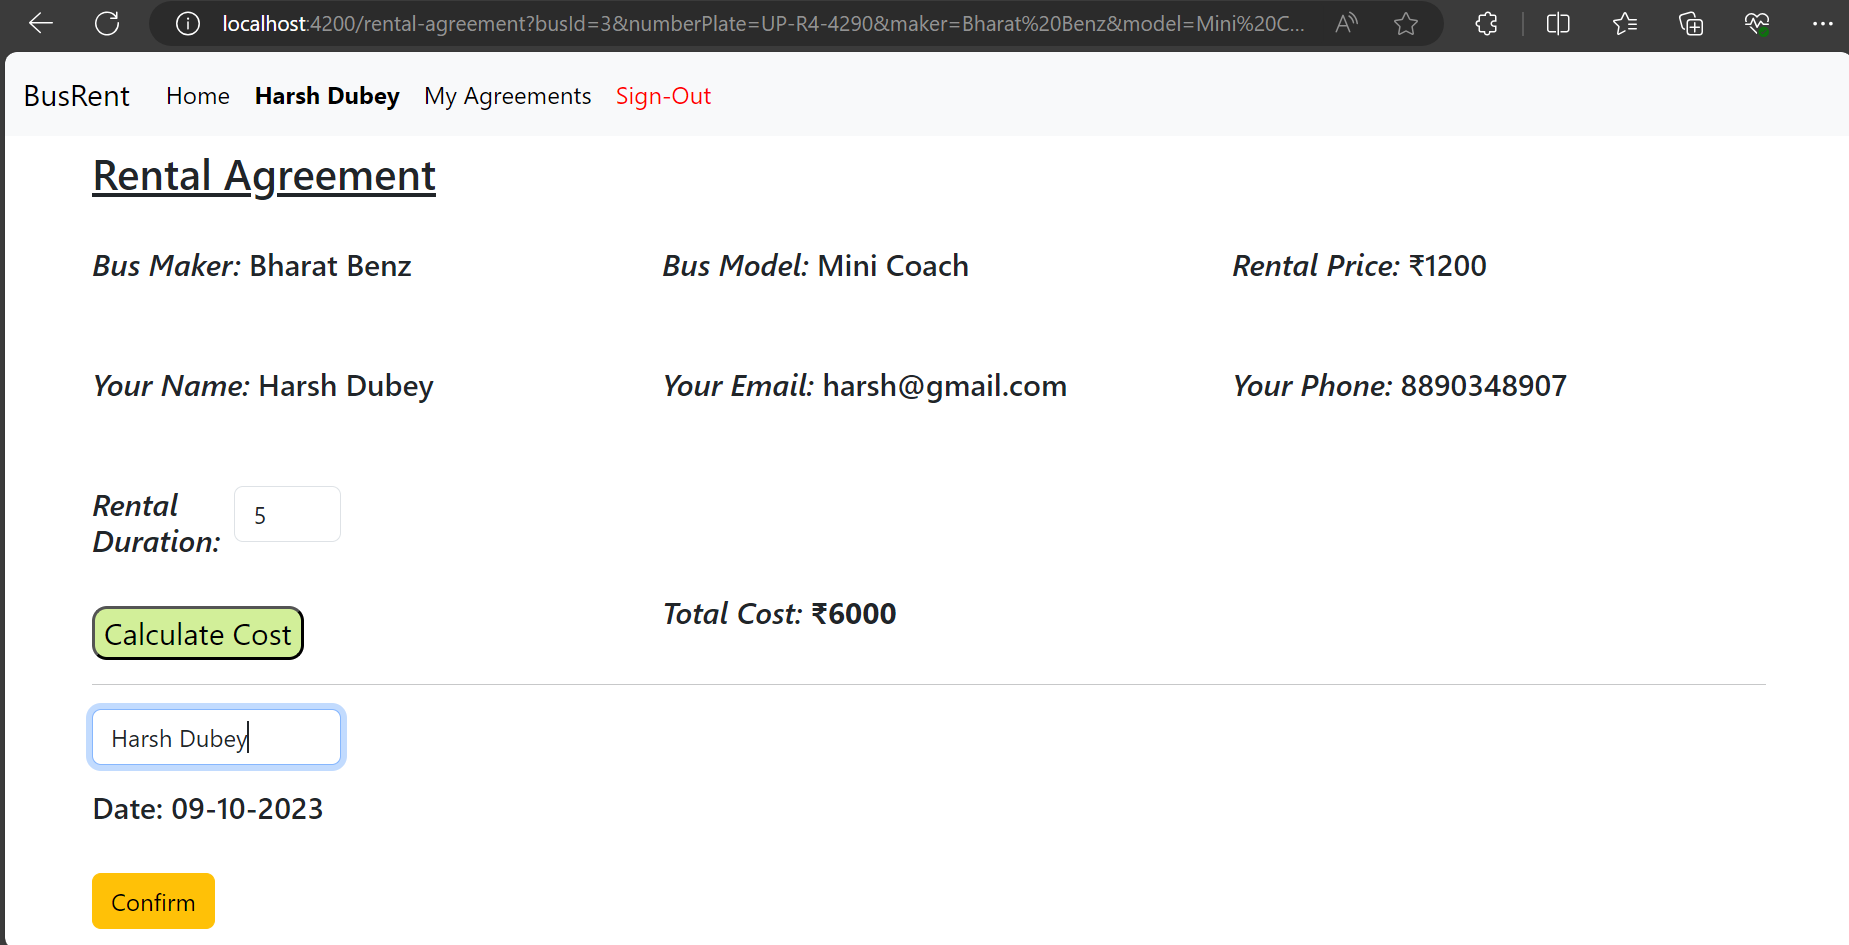 localhost:4200/rental-agreement?busId=3&numberPlate=UP-R4-4290&maker=Bharat%20Benz&model=Mini%20C...
BusRent Home Harsh Dubey My Agreements Sign-Out
Rental Agreement
Bus Maker: Bharat Benz Bus Model: Mini Coach Rental Price: ₹1200
Your Name: Harsh Dubey Your Email: harsh@gmail.com Your Phone: 8890348907
Rental
Duration:
5
Calculate Cost Total Cost: ₹6000
Harsh Dubey
Date: 09-10-2023
Confirm